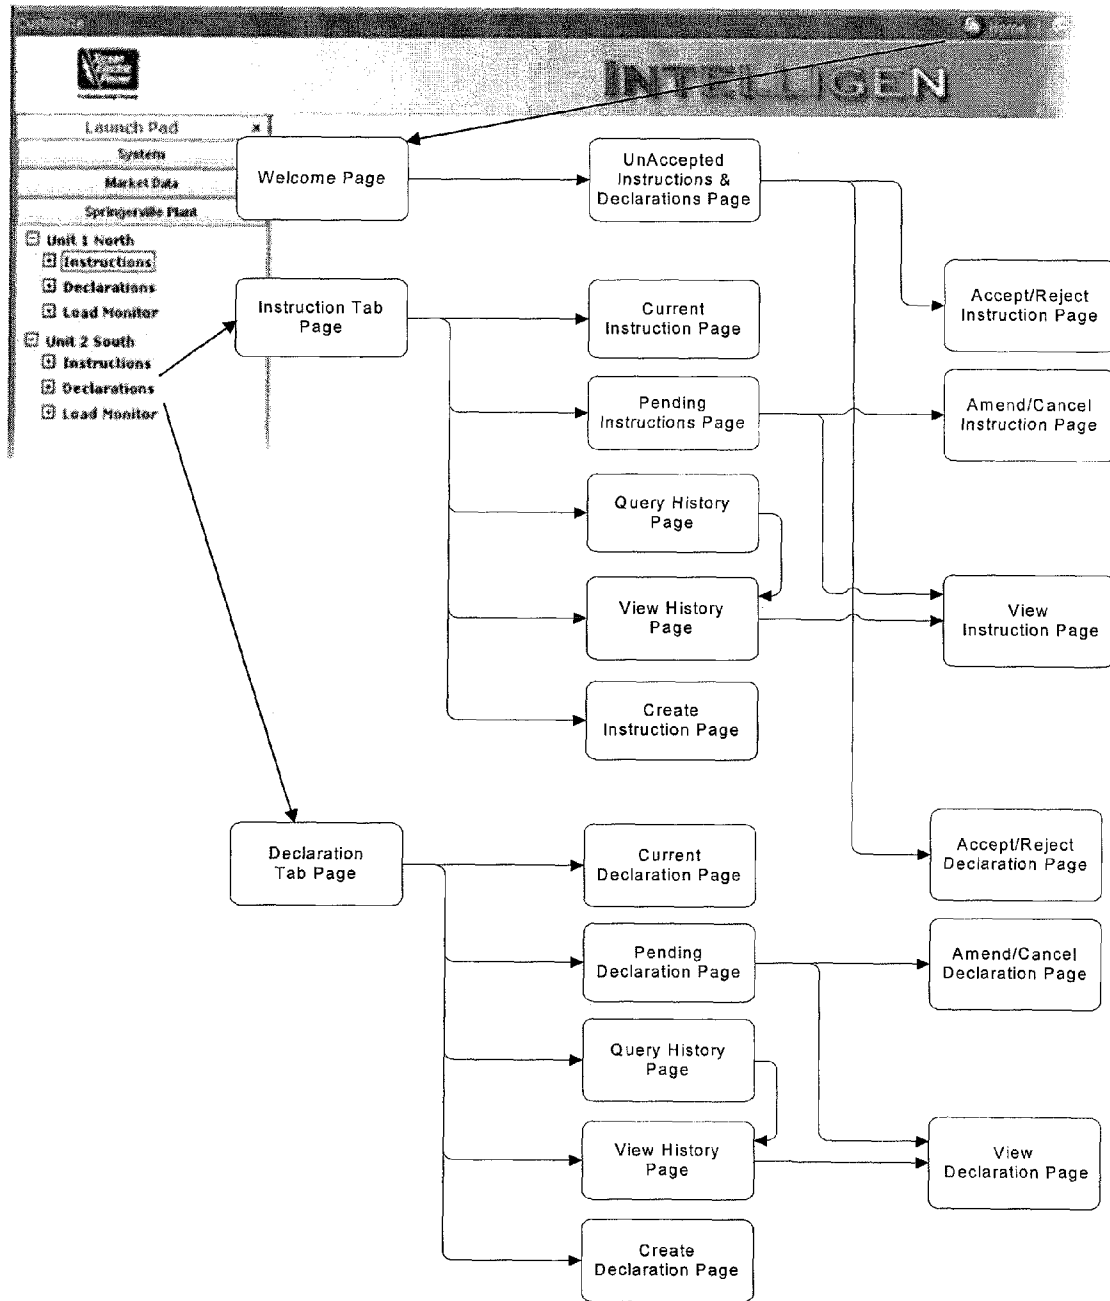 INTELLIGEN
Launch Pad
System
Market Data
Springerville Plant
Unit 1 North
Instructions
Declarations
Load Monitor
Unit 2 South
Instructions
Declarations
Load Monitor
Welcome Page
UnAccepted
Instructions &
Declarations Page
Accept/Reject
Instruction Page
Instruction Tab
Page
Current
Instruction Page
Pending
Instructions Page
Amend/Cancel
Instruction Page
Query History
Page
View History
Page
View
Instruction Page
Create
Instruction Page
Declaration
Tab Page
Current
Declaration Page
Accept/Reject
Declaration Page
Pending
Declaration Page
Amend/Cancel
Declaration Page
Query History
Page
View History
Page
View
Declaration Page
Create
Declaration Page